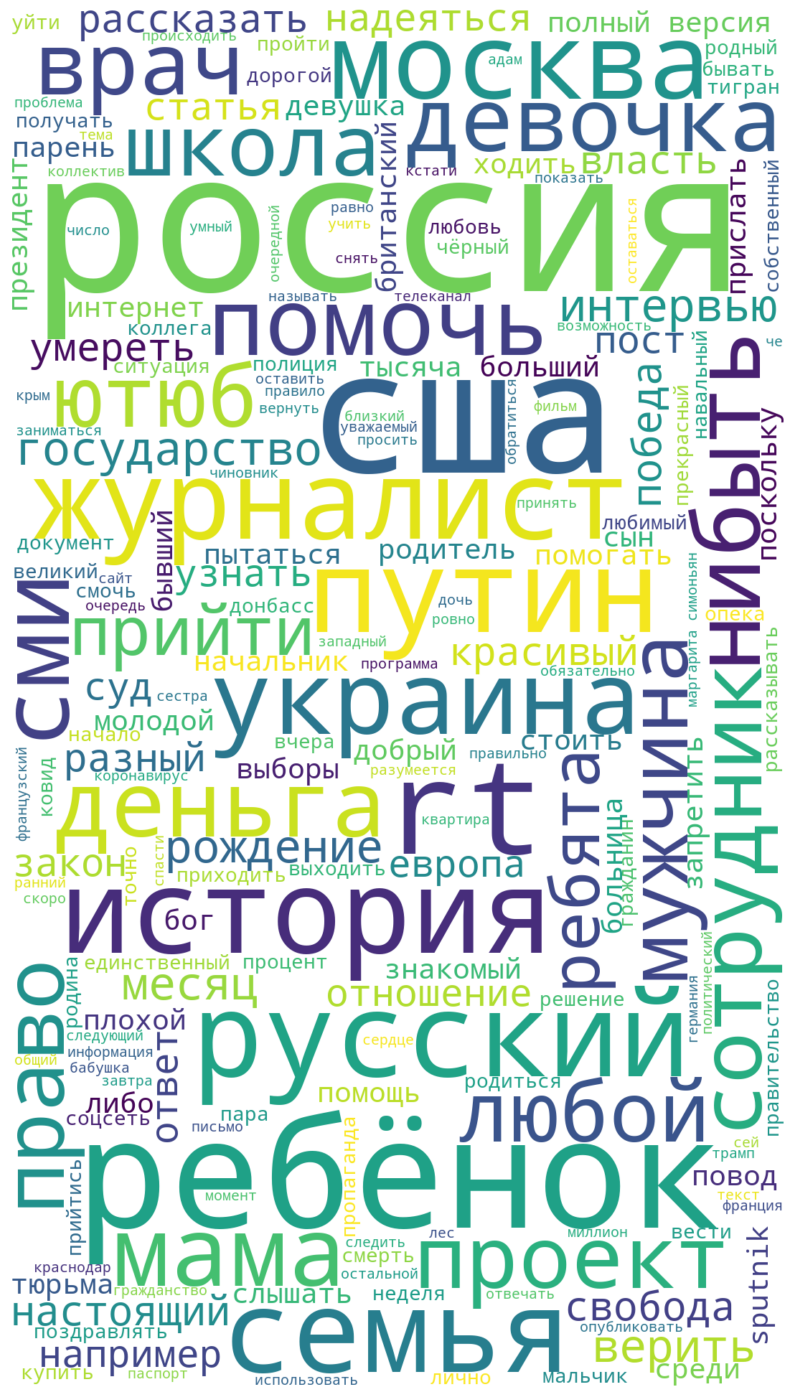 уйти рассказать надеяться полный версия
происходить пройти родный
врач дорогой москва адам бывать
тигран
проблема статья девушка девочка
получать тема
парень школа британский ходить власть
коллектив кстати показать
президент россия прислать собственный
число умный очередной равно учить любовь чёрный снять оставаться
интернет называть телеканал интервью
коллега помочь возможность
умереть пост че
ситуация полиция тысяча больший навальный
крым ютюб оставить правило вернуть сша близкий уважаемый просить обратиться фильм победа прекрасный нибыть поскольку
заниматься
государство чиновник
журналист принять
любимый
документ бывший пытаться родитель помогать сын
великий сайт узнать путин симоньян
смочь дочь опека
очередь донбасс ровно
сми прийти западный маргарита
начальник программа красивый обязательно мужчина рассказывать
суд сестра украина
молодой
начало вчера добрый стоить
французский разный выборы правильно запретить
ковид коронавирус разумеется
деньга rt квартира ребята больница гражданин сотрудник
закон точно спасти рождение европа
ранний приходить выходить
скоро история бог
единственный процент знакомый политический
право родина месяц отношение решение германия правительство
плохой русский
следующий сердце
общий информация ответ
бабушка
завтра помощь родиться
либо пара любой
соцсеть письмо сей
прийтись ребёнок пропаганда трамп
повод
момент текст
франция
лес миллион вести
мама следить смерть проект sputnik
краснодар остальной
тюрьма гражданство слышать неделя отвечать свобода
настоящий семья опубликовать
поздравлять верить
например
купить паспорт использовать лично мальчик среди